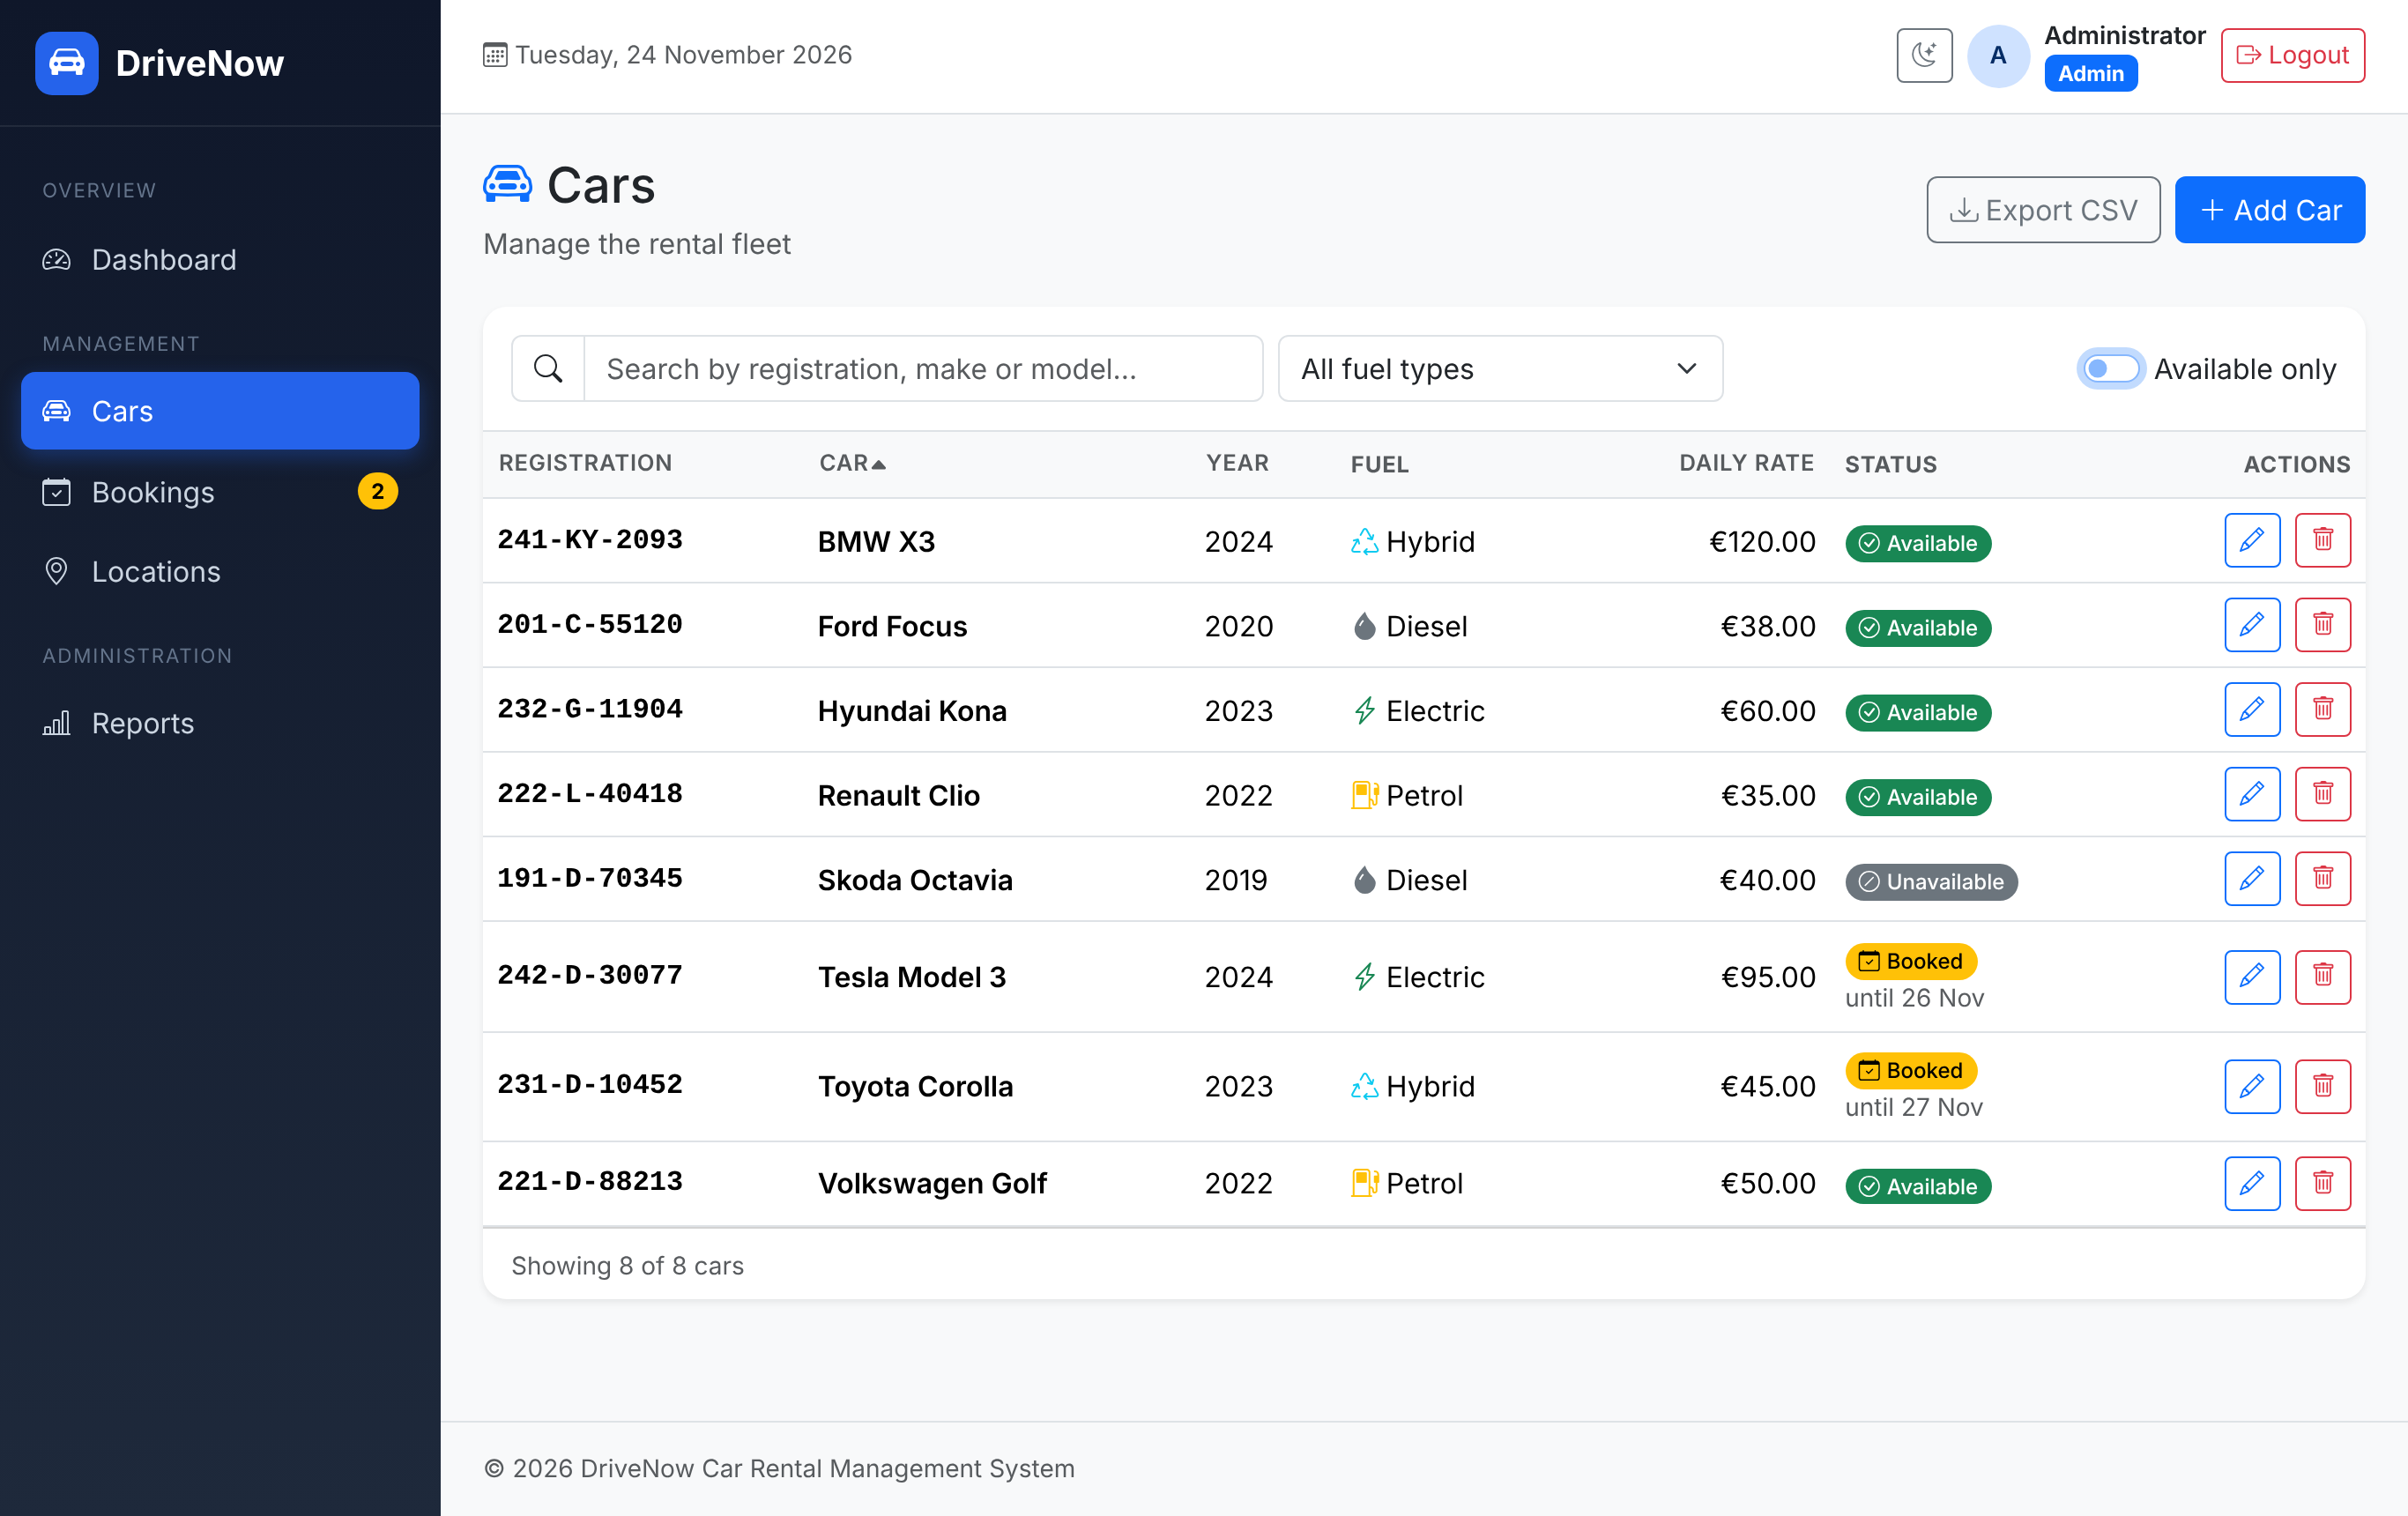 DriveNow
Tuesday, 24 November 2026
A
Administrator
Admin
Logout
OVERVIEW
Dashboard
MANAGEMENT
Cars
Bookings 2
Locations
ADMINISTRATION
Reports
Cars
Manage the rental fleet
Export CSV
Add Car
Search by registration, make or model...
All fuel types
Available only
REGISTRATION CAR YEAR FUEL DAILY RATE STATUS ACTIONS
241-KY-2093 BMW X3 2024 Hybrid €120.00 Available
201-C-55120 Ford Focus 2020 Diesel €38.00 Available
232-G-11904 Hyundai Kona 2023 Electric €60.00 Available
222-L-40418 Renault Clio 2022 Petrol €35.00 Available
191-D-70345 Skoda Octavia 2019 Diesel €40.00 Unavailable
242-D-30077 Tesla Model 3 2024 Electric €95.00 Booked
until 26 Nov
231-D-10452 Toyota Corolla 2023 Hybrid €45.00 Booked
until 27 Nov
221-D-88213 Volkswagen Golf 2022 Petrol €50.00 Available
Showing 8 of 8 cars
© 2026 DriveNow Car Rental Management System